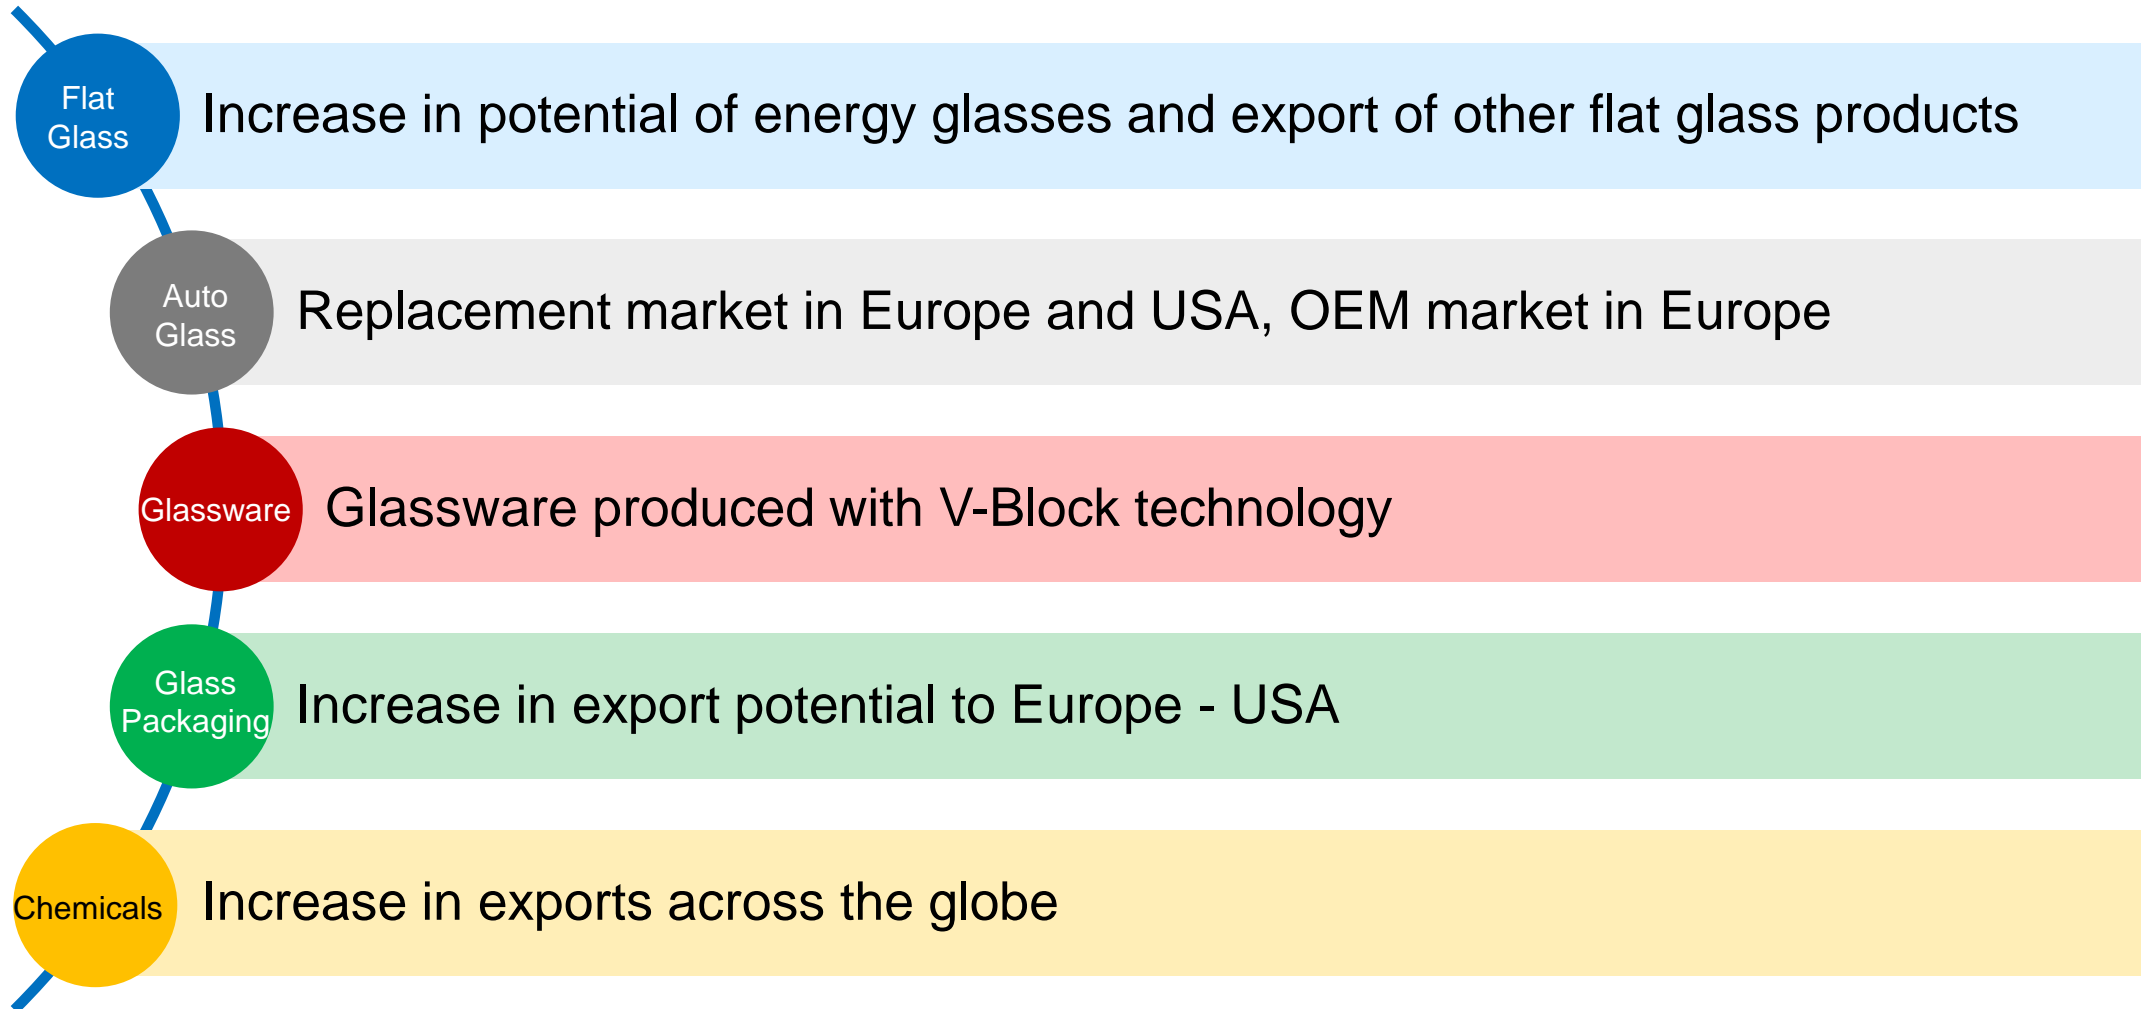 Flat
Glass
Increase in potential of energy glasses and export of other flat glass products
Auto
Glass
Replacement market in Europe and USA, OEM market in Europe
Glassware
Glassware produced with V-Block technology
Glass
Packaging
Increase in export potential to Europe - USA
Chemicals
Increase in exports across the globe